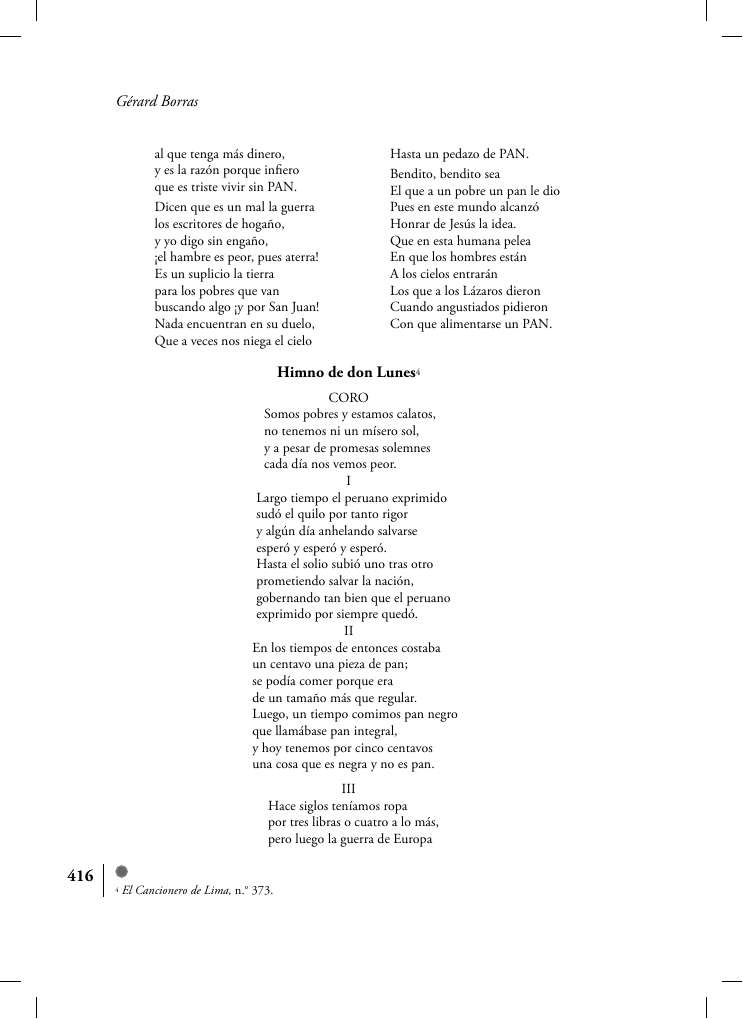 Gérard Borras
al que tenga más dinero,
y es la razón porque infiero
que es triste vivir sin PAN.
Dicen que es un mal la guerra
los escritores de hogaño,
y yo digo sin engaño,
¡el hambre es peor, pues aterra!
Es un suplicio la tierra
para los pobres que van
buscando algo ¡y por San Juan!
Nada encuentran en su duelo,
Que a veces nos niega el cielo
Hasta un pedazo de PAN.
Bendito, bendito sea
El que a un pobre un pan le dio
Pues en este mundo alcanzó
Honrar de Jesús la idea.
Que en esta humana pelea
En que los hombres están
A los cielos entrarán
Los que a los Lázaros dieron
Cuando angustiados pidieron
Con que alimentarse un PAN.
Himno de don Lunes4
CORO
Somos pobres y estamos calatos,
no tenemos ni un mísero sol,
y a pesar de promesas solemnes
cada día nos vemos peor.
I
Largo tiempo el peruano exprimido
sudó el quilo por tanto rigor
y algún día anhelando salvarse
esperó y esperó y esperó.
Hasta el solio subió uno tras otro
prometiendo salvar la nación,
gobernando tan bien que el peruano
exprimido por siempre quedó.
II
En los tiempos de entonces costaba
un centavo una pieza de pan;
se podía comer porque era
de un tamaño más que regular.
Luego, un tiempo comimos pan negro
que llamábase pan integral,
y hoy tenemos por cinco centavos
una cosa que es negra y no es pan.
III
Hace siglos teníamos ropa
por tres libras o cuatro a lo más,
pero luego la guerra de Europa
416
4 El Cancionero de Lima, n.° 373.